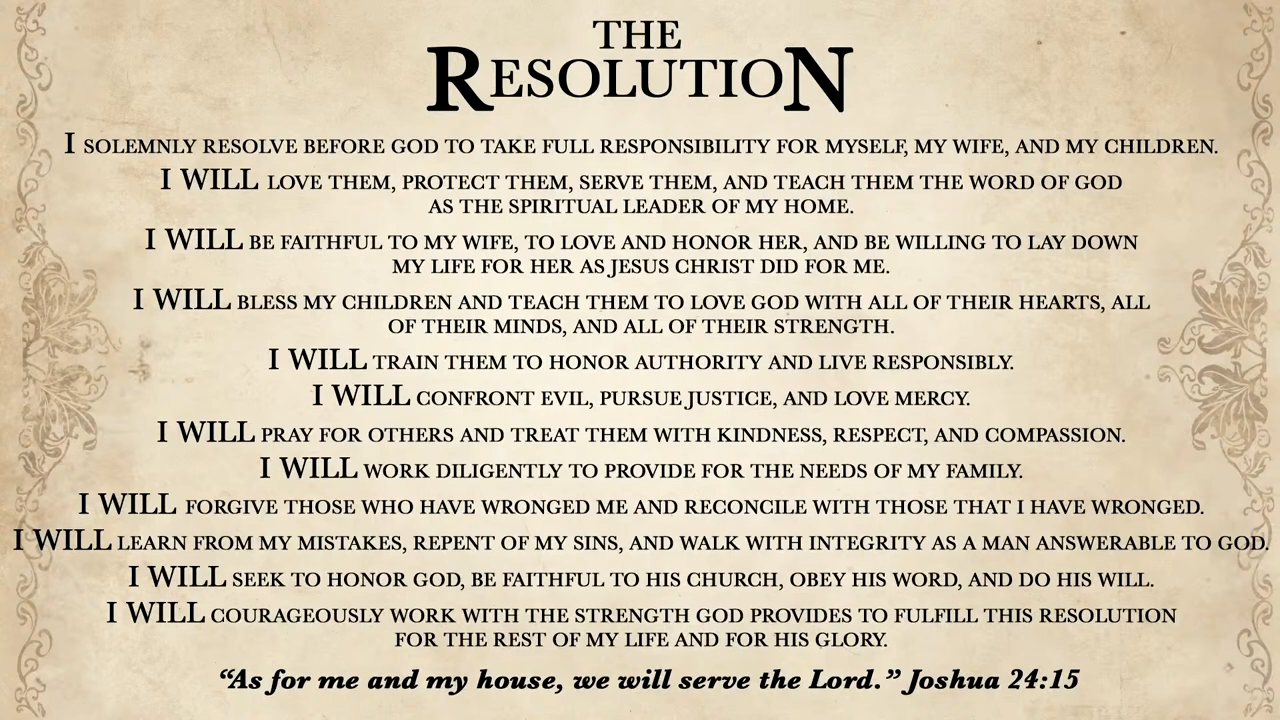 THE
RESOLUTION
I SOLEMNLY RESOLVE BEFORE GOD TO TAKE FULL RESPONSIBILITY FOR MYSELF, MY WIFE, AND MY CHILDREN.
I WILL LOVE THEM, PROTECT THEM, SERVE THEM, AND TEACH THEM THE WORD OF GOD
AS THE SPIRITUAL LEADER OF MY HOME.
I WILL BE FAITHFUL TO MY WIFE, TO LOVE AND HONOR HER, AND BE WILLING TO LAY DOWN
MY LIFE FOR HER AS JESUS CHRIST DID FOR ME.
I WILL BLESS MY CHILDREN AND TEACH THEM TO LOVE GOD WITH ALL OF THEIR HEARTS, ALL
OF THEIR MINDS, AND ALL OF THEIR STRENGTH.
I WILL TRAIN THEM TO HONOR AUTHORITY AND LIVE RESPONSIBLY.
I WILL CONFRONT EVIL, PURSUE JUSTICE, AND LOVE MERCY.
I WILL PRAY FOR OTHERS AND TREAT THEM WITH KINDNESS, RESPECT, AND COMPASSION.
I WILL WORK DILIGENTLY TO PROVIDE FOR THE NEEDS OF MY FAMILY.
I WILL FORGIVE THOSE WHO HAVE WRONGED ME AND RECONCILE WITH THOSE THAT I HAVE WRONGED.
I WILL LEARN FROM MY MISTAKES, REPENT OF MY SINS, AND WALK WITH INTEGRITY AS A MAN ANSWERABLE TO GOD.
I WILL SEEK TO HONOR GOD, BE FAITHFUL TO HIS CHURCH, OBEY HIS WORD, AND DO HIS WILL.
I WILL COURAGEOUSLY WORK WITH THE STRENGTH GOD PROVIDES TO FULFILL THIS RESOLUTION
FOR THE REST OF MY LIFE AND FOR HIS GLORY.
“As for me and my house, we will serve the Lord.” Joshua 24:15